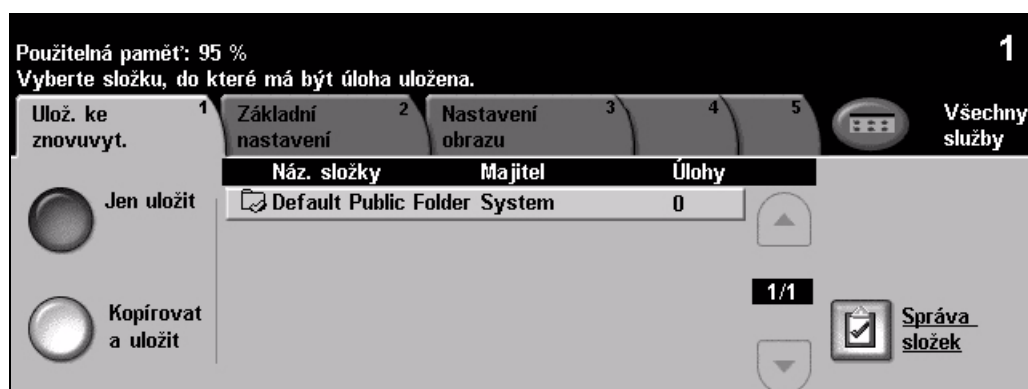 Použitelná paměť: 95 %
1
Vyberte složku, do které má být úloha uložena.
Ulož. ke
znovuvyt.
1
Základní
nastavení
2
Nastavení
obrazu
3
4
5
Všechny
služby
Náz. složky Majitel Úlohy
Default Public Folder System 0
Jen uložit
1/1
Kopírovat
a uložit
Správa
složek